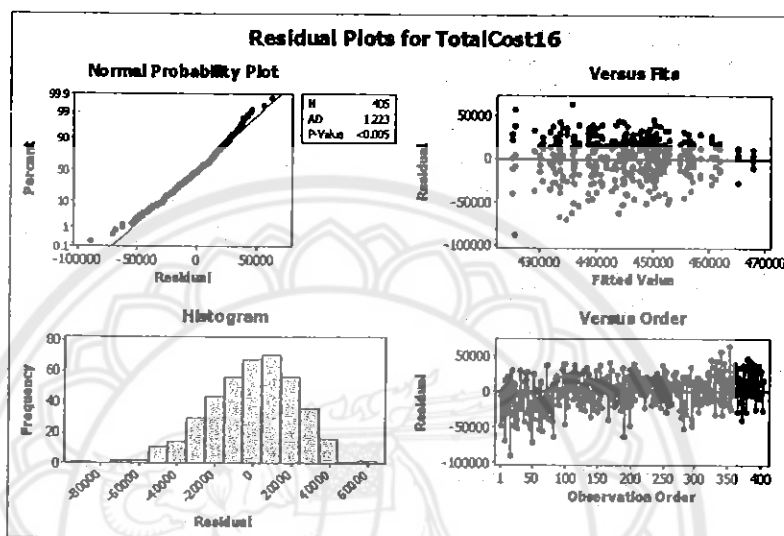 Residual Plots for TotalCost16
Normal Probability Plot
99.9
99
90
50
10
1
0.1
Percent
-100000 -50000 0 50000
Residual
N 405
AD 1.223
P-Value <0.005
Versus Fits
50000
0
-50000
-100000
Residual
430000 440000 450000 460000 470000
Fitted Value
Histogram
80
60
40
20
0
Frequency
-80000 -60000 -40000 -20000 0 20000 40000 60000
Residual
Versus Order
50000
0
-50000
-100000
Residual
1 50 100 150 200 250 300 350 400
Observation Order